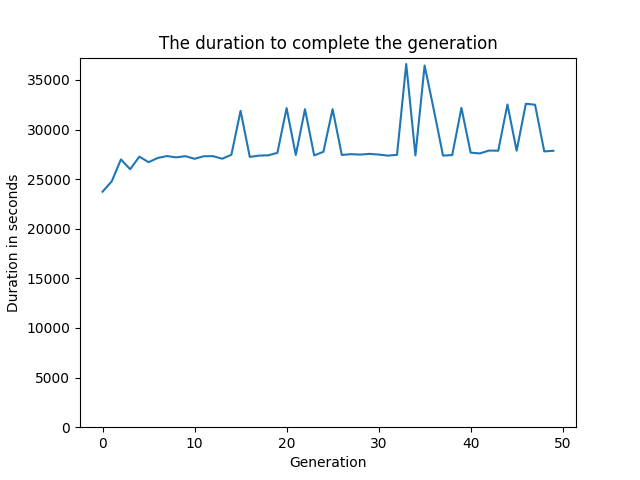 The duration to complete the generation
35000
30000
25000
20000
15000
10000
5000
0
Duration in seconds
0 10 20 30 40 50
Generation